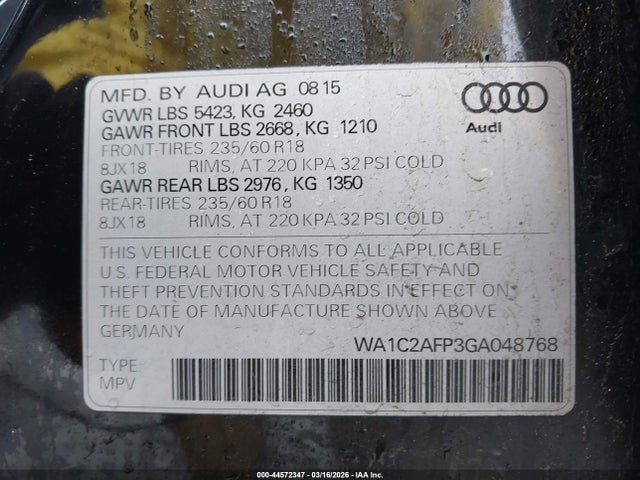 MFD. BY AUDI AG 0815
GVWR LBS 5423, KG 2460
GAWR FRONT LBS 2668, KG 1210
FRONT-TIRES 235/60 R18
8JX18 RIMS, AT 220 KPA 32 PSI COLD
GAWR REAR LBS 2976, KG 1350
REAR-TIRES 235/60 R18
8JX18 RIMS, AT 220 KPA 32 PSI COLD
Audi
THIS VEHICLE CONFORMS TO ALL APPLICABLE
U.S. FEDERAL MOTOR VEHICLE SAFETY AND
THEFT PREVENTION STANDARDS IN EFFECT ON
THE DATE OF MANUFACTURE SHOWN ABOVE
GERMANY
WA1C2AFP3GA048768
TYPE
MPV
000-44572347 - 03/16/2026 - IAA Inc.